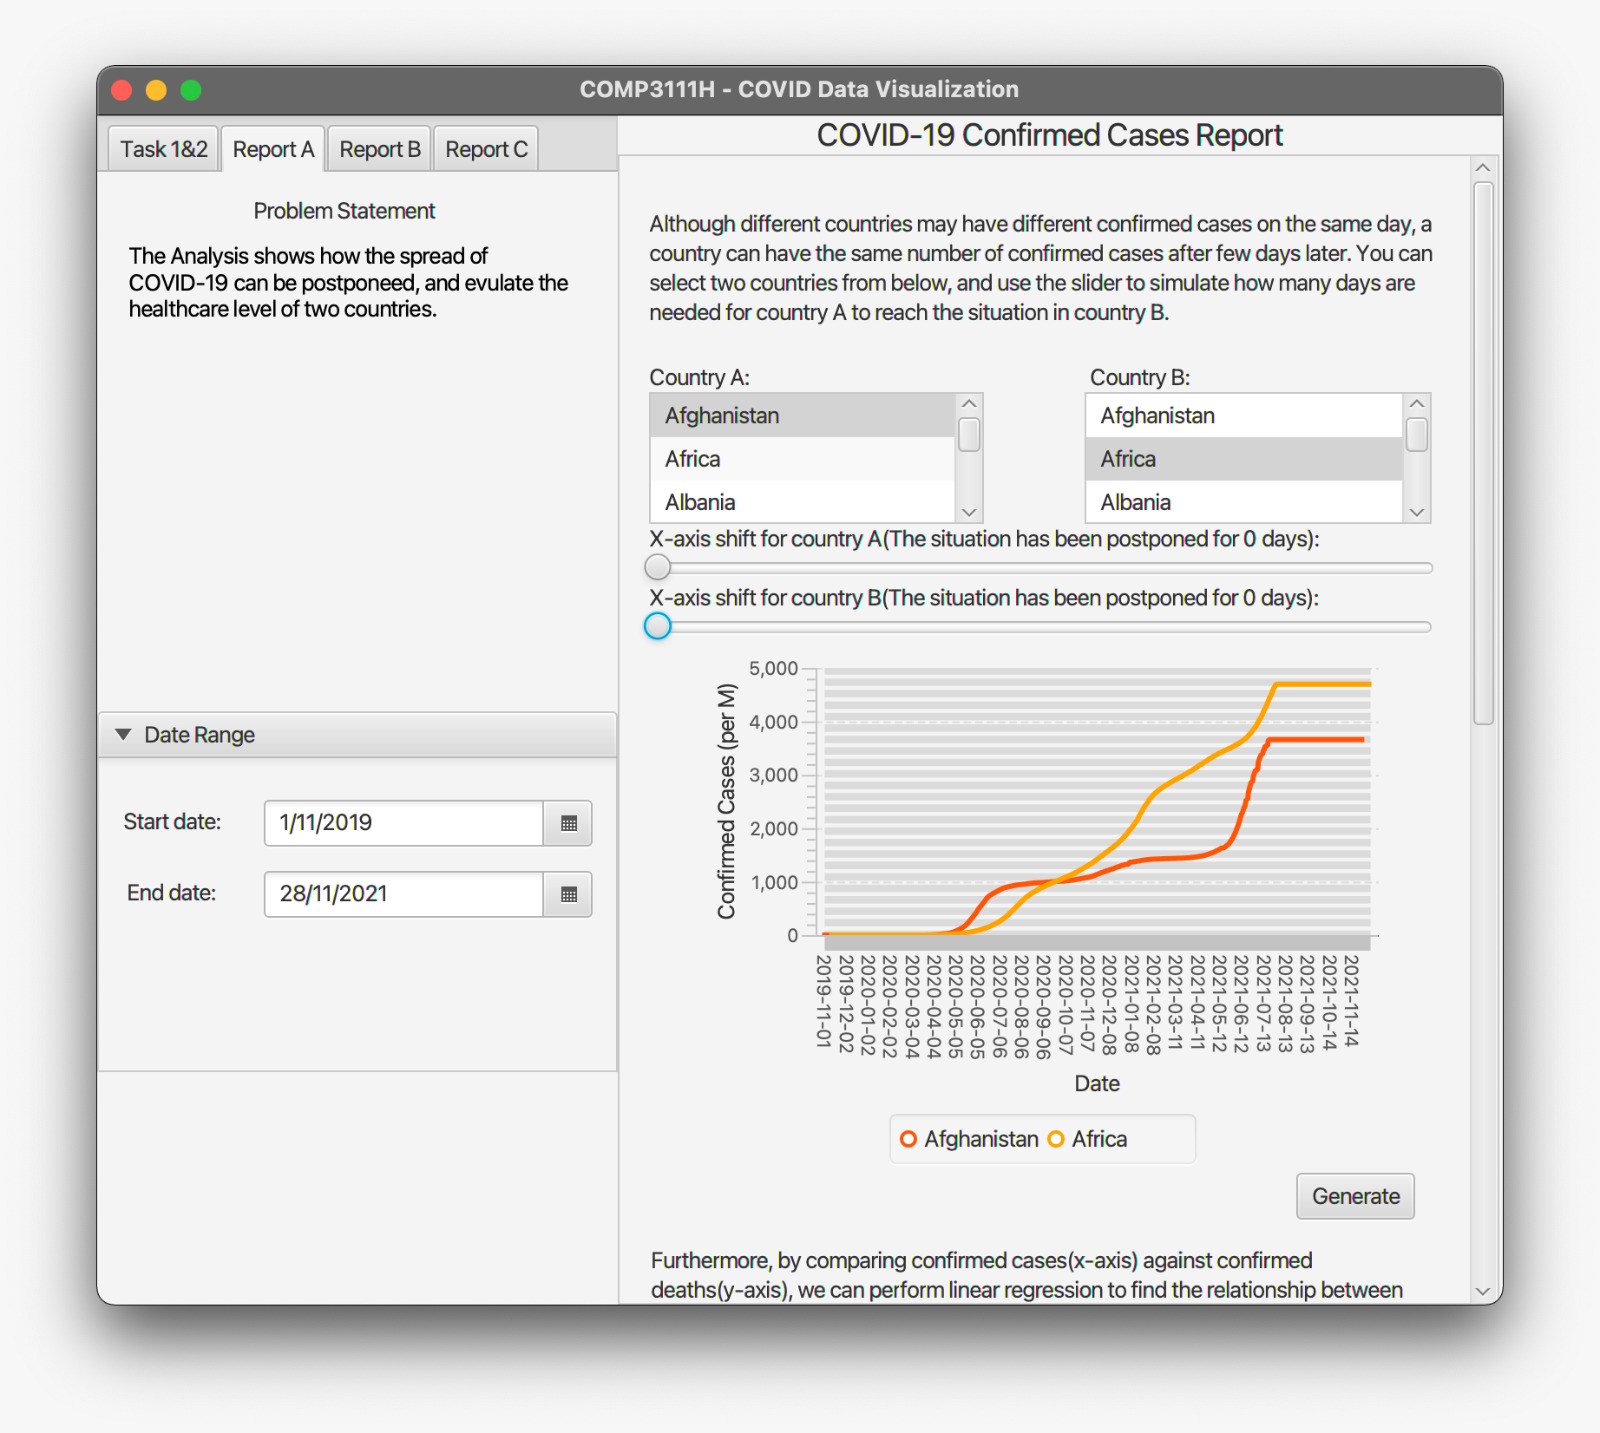 COMP3111H - COVID Data Visualization
Task 1&2
Report A
Report B
Report C
Problem Statement
The Analysis shows how the spread of
COVID-19 can be postponeed, and evulate the
healthcare level of two countries.
Date Range
Start date:
1/11/2019
End date:
28/11/2021
COVID-19 Confirmed Cases Report
Although different countries may have different confirmed cases on the same day, a
country can have the same number of confirmed cases after few days later. You can
select two countries from below, and use the slider to simulate how many days are
needed for country A to reach the situation in country B.
Country A:
Afghanistan
Africa
Albania
Country B:
Afghanistan
Africa
Albania
X-axis shift for country A(The situation has been postponed for 0 days):
X-axis shift for country B(The situation has been postponed for 0 days):
Confirmed Cases (per M)
5,000
4,000
3,000
2,000
1,000
0
2019-11-01
2019-12-02
2020-01-02
2020-02-02
2020-03-04
2020-04-04
2020-05-05
2020-06-05
2020-07-06
2020-08-06
2020-09-06
2020-10-07
2020-11-07
2020-12-08
2021-01-08
2021-02-08
2021-03-11
2021-04-11
2021-05-12
2021-06-12
2021-07-13
2021-08-13
2021-09-13
2021-10-14
2021-11-14
Date
Afghanistan
Africa
Generate
Furthermore, by comparing confirmed cases(x-axis) against confirmed
deaths(y-axis), we can perform linear regression to find the relationship between